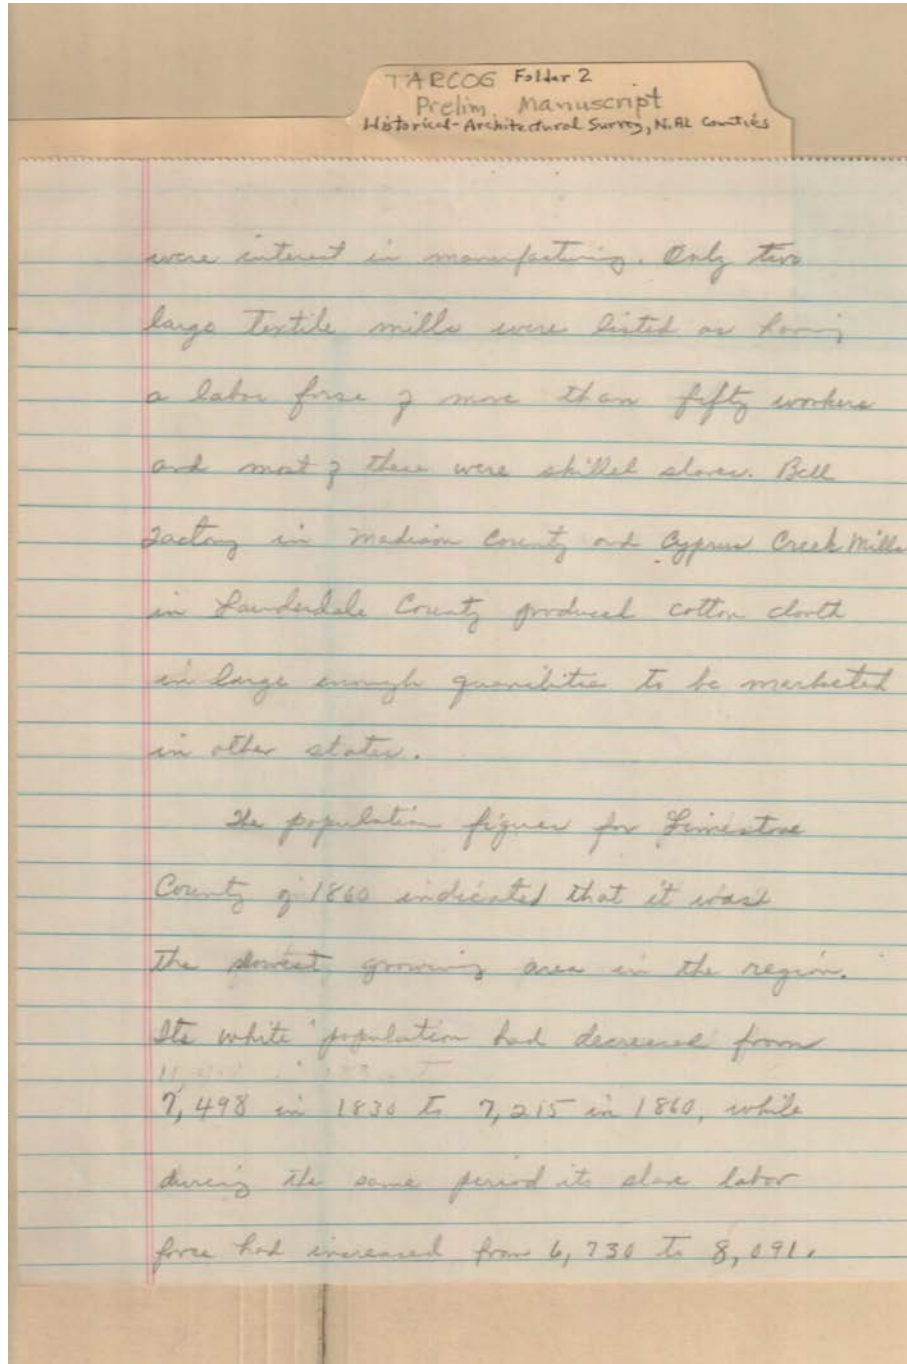 TARCOG Folder 2
Prelim. Manuscript
Historical-Architectural Survey, N. AL Counties
were interest in manufacturing. Only two
large Textile mills were listed as having
a labor force of more than fifty workers
and most of these were skilled slaves. Bell
Factory in Madison County and Cyprus Creek Mills
in Lauderdale County produced cotton cloth
in large enough quanities to be marketed
in other states.
The population figures for Limestone
County of 1860 indicated that it was
the slowest growing area in the region.
Its white population had decreased from
7,498 in 1830 to 7,215 in 1860, while
during the same period its slave labor
force had increased from 6,730 to 8,091.